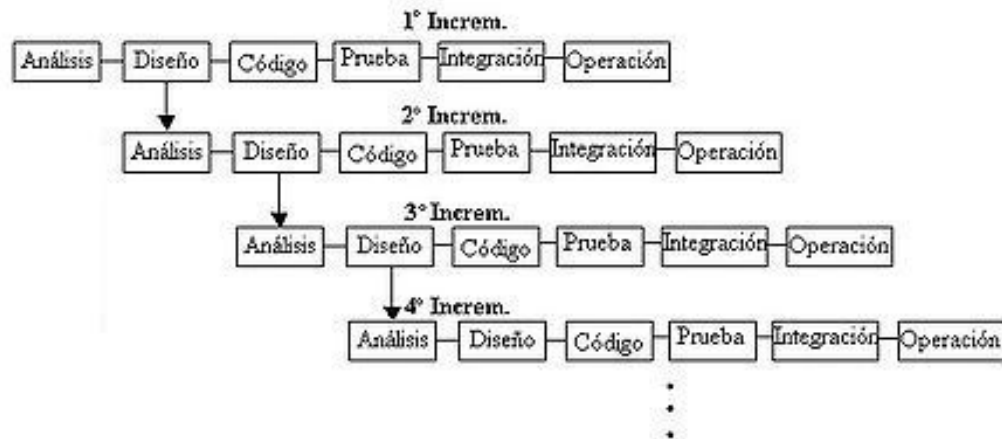 1° Increm.
Análisis Diseño Código Prueba Integración Operación
2° Increm.
Análisis Diseño Código Prueba Integración Operación
3° Increm.
Análisis Diseño Código Prueba Integración Operación
4° Increm.
Análisis Diseño Código Prueba Integración Operación